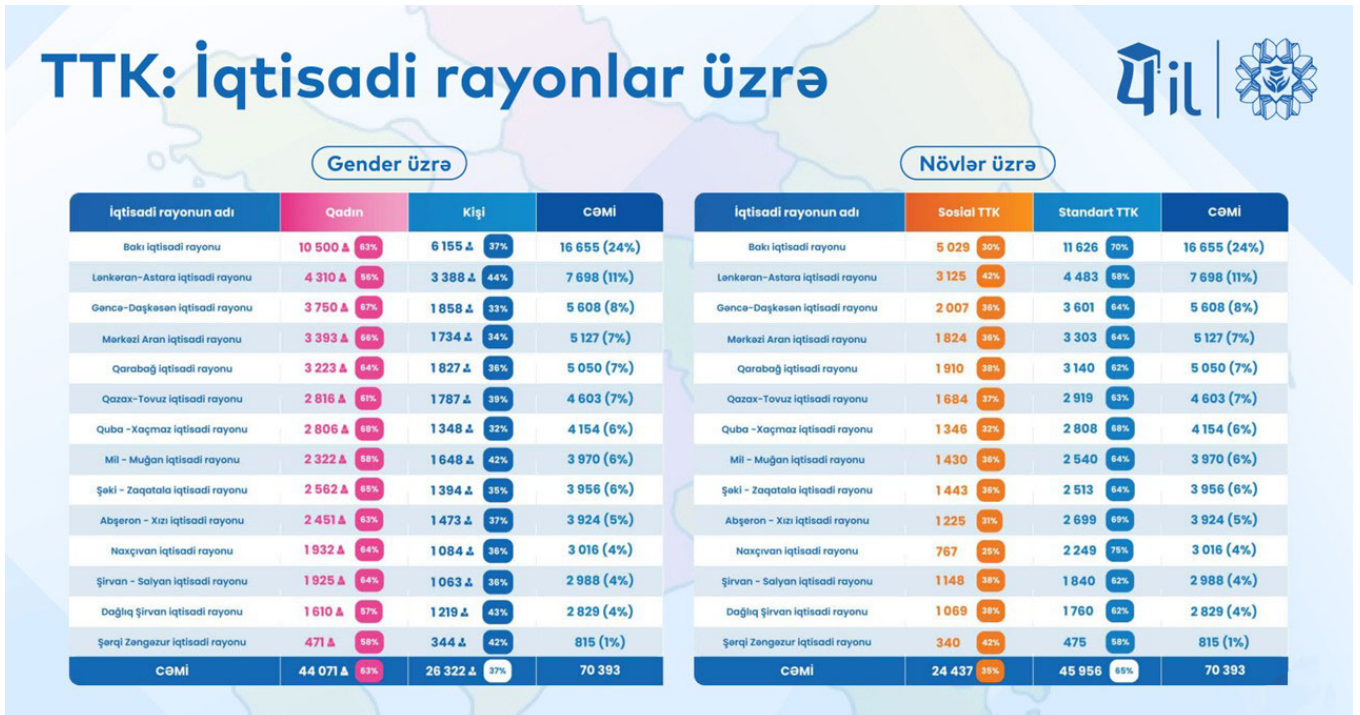 TTK: İqtisadi rayonlar üzrə
4il
Gender üzrə
İqtisadi rayonun adı Qadın Kişi CƏMİ
Bakı iqtisadi rayonu 10 500 63% 6 155 37% 16 655 (24%)
Lənkəran-Astara iqtisadi rayonu 4 310 56% 3 388 44% 7 698 (11%)
Gəncə-Daşkəsən iqtisadi rayonu 3 750 67% 1 858 33% 5 608 (8%)
Mərkəzi Aran iqtisadi rayonu 3 393 66% 1 734 34% 5 127 (7%)
Qarabağ iqtisadi rayonu 3 223 64% 1 827 36% 5 050 (7%)
Qazax-Tovuz iqtisadi rayonu 2 816 61% 1 787 39% 4 603 (7%)
Quba -Xaçmaz iqtisadi rayonu 2 806 68% 1 348 32% 4 154 (6%)
Mil - Muğan iqtisadi rayonu 2 322 58% 1 648 42% 3 970 (6%)
Şəki - Zaqatala iqtisadi rayonu 2 562 65% 1 394 35% 3 956 (6%)
Abşeron - Xızı iqtisadi rayonu 2 451 63% 1 473 37% 3 924 (5%)
Naxçıvan iqtisadi rayonu 1 932 64% 1 084 36% 3 016 (4%)
Şirvan - Salyan iqtisadi rayonu 1 925 64% 1 063 36% 2 988 (4%)
Dağlıq Şirvan iqtisadi rayonu 1 610 57% 1 219 43% 2 829 (4%)
Şərqi Zəngəzur iqtisadi rayonu 471 58% 344 42% 815 (1%)
CƏMİ 44 071 63% 26 322 37% 70 393
Növlər üzrə
İqtisadi rayonun adı Sosial TTK Standart TTK CƏMİ
Bakı iqtisadi rayonu 5 029 30% 11 626 70% 16 655 (24%)
Lənkəran-Astara iqtisadi rayonu 3 125 42% 4 483 58% 7 698 (11%)
Gəncə-Daşkəsən iqtisadi rayonu 2 007 36% 3 601 64% 5 608 (8%)
Mərkəzi Aran iqtisadi rayonu 1 824 36% 3 303 64% 5 127 (7%)
Qarabağ iqtisadi rayonu 1 910 38% 3 140 62% 5 050 (7%)
Qazax-Tovuz iqtisadi rayonu 1 684 37% 2 919 63% 4 603 (7%)
Quba -Xaçmaz iqtisadi rayonu 1 346 32% 2 808 68% 4 154 (6%)
Mil - Muğan iqtisadi rayonu 1 430 36% 2 540 64% 3 970 (6%)
Şəki - Zaqatala iqtisadi rayonu 1 443 36% 2 513 64% 3 956 (6%)
Abşeron - Xızı iqtisadi rayonu 1 225 31% 2 699 69% 3 924 (5%)
Naxçıvan iqtisadi rayonu 767 25% 2 249 75% 3 016 (4%)
Şirvan - Salyan iqtisadi rayonu 1 148 38% 1 840 62% 2 988 (4%)
Dağlıq Şirvan iqtisadi rayonu 1 069 38% 1 760 62% 2 829 (4%)
Şərqi Zəngəzur iqtisadi rayonu 340 42% 475 58% 815 (1%)
CƏMİ 24 437 35% 45 956 65% 70 393